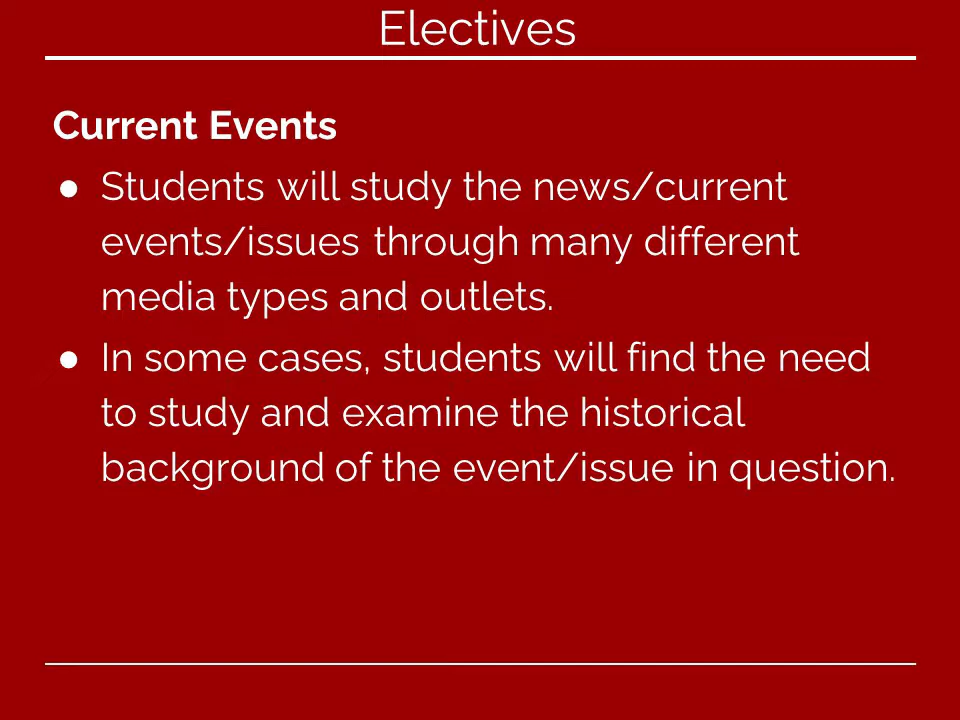 Electives
Current Events
● Students will study the news/current
events/issues through many different
media types and outlets.
● In some cases, students will find the need
to study and examine the historical
background of the event/issue in question.